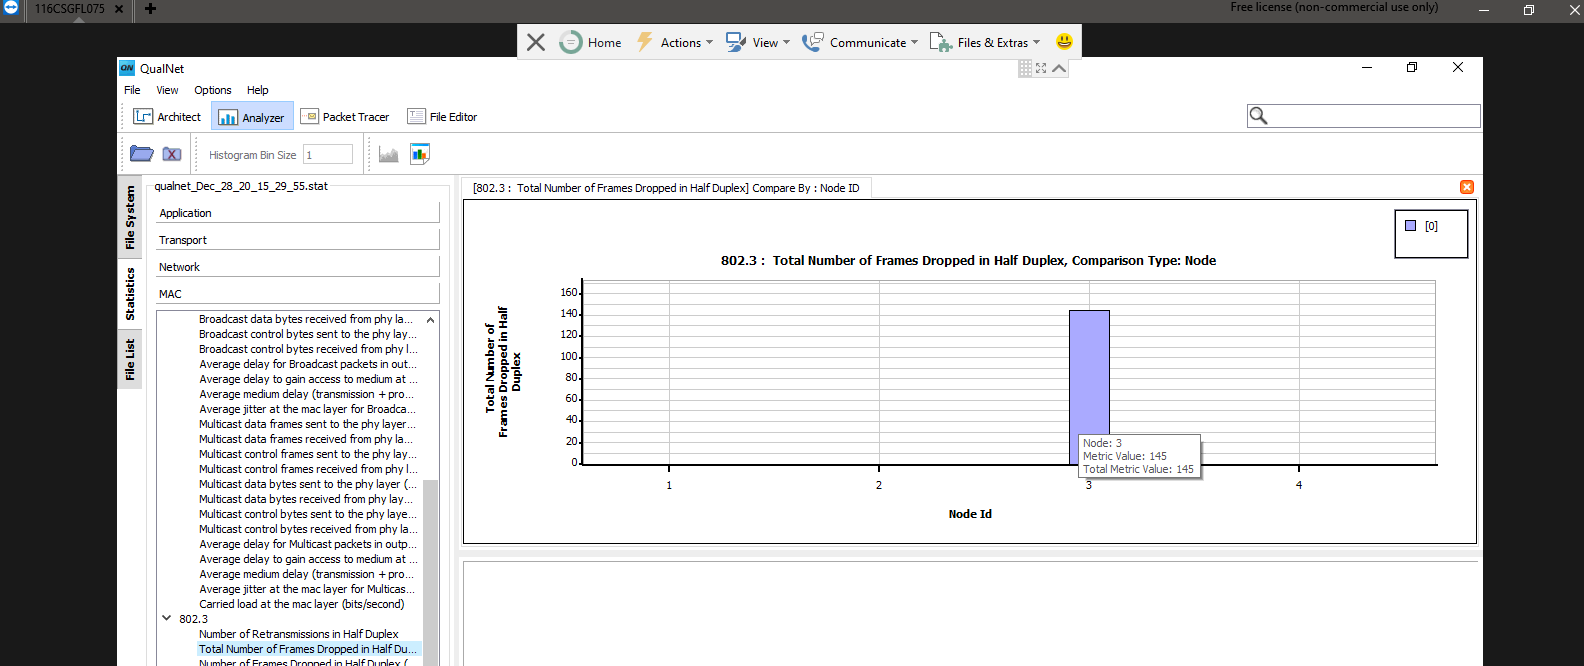 116CSGFL075
Free license (non-commercial use only)
Home Actions View Communicate Files & Extras
QN QualNet
File View Options Help
Architect Analyzer Packet Tracer File Editor
Histogram Bin Size 1
File System
Statistics
File List
qualnet_Dec_28_20_15_29_55.stat
Application
Transport
Network
MAC
Broadcast data bytes received from phy la...
Broadcast control bytes sent to the phy lay...
Broadcast control bytes received from phy l...
Average delay for Broadcast packets in out...
Average delay to gain access to medium at ...
Average medium delay (transmission + pro...
Average jitter at the mac layer for Broadca...
Multicast data frames sent to the phy layer...
Multicast data frames received from phy la...
Multicast control frames sent to the phy lay...
Multicast control frames received from phy l...
Multicast data bytes sent to the phy layer (...
Multicast data bytes received from phy lay...
Multicast control bytes sent to the phy laye...
Multicast control bytes received from phy la...
Average delay for Multicast packets in outp...
Average delay to gain access to medium at ...
Average medium delay (transmission + pro...
Average jitter at the mac layer for Multicas...
Carried load at the mac layer (bits/second)
802.3
Number of Retransmissions in Half Duplex
Total Number of Frames Dropped in Half Du...
Number of Frames Dropped in Half Duplex (
[802.3 : Total Number of Frames Dropped in Half Duplex] Compare By : Node ID
[0]
802.3 : Total Number of Frames Dropped in Half Duplex, Comparison Type: Node
Total Number of
Frames Dropped in Half
Duplex
160
140
120
100
80
60
40
20
0
Node: 3
Metric Value: 145
Total Metric Value: 145
1 2 3 4
Node Id